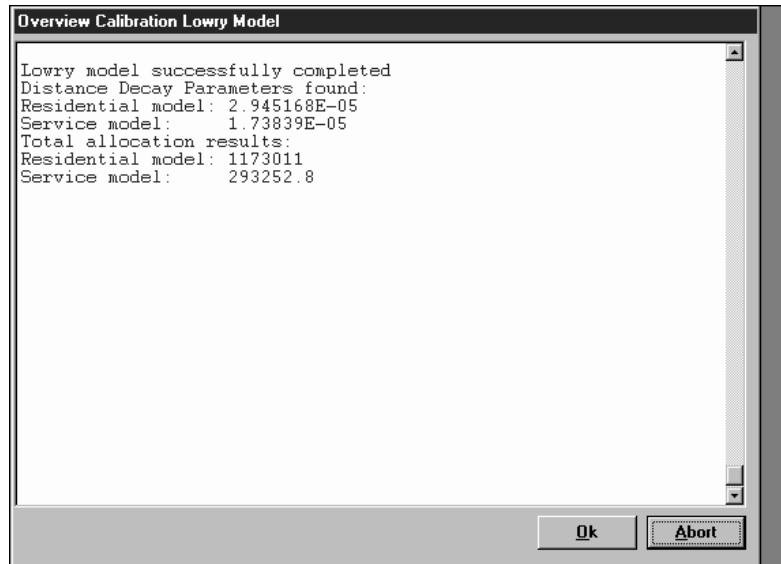 Overview Calibration Lowry Model
Lowry model successfully completed
Distance Decay Parameters found:
Residential model: 2.945168E-05
Service model: 1.73839E-05
Total allocation results:
Residential model: 1173011
Service model: 293252.8
Ok
Abort